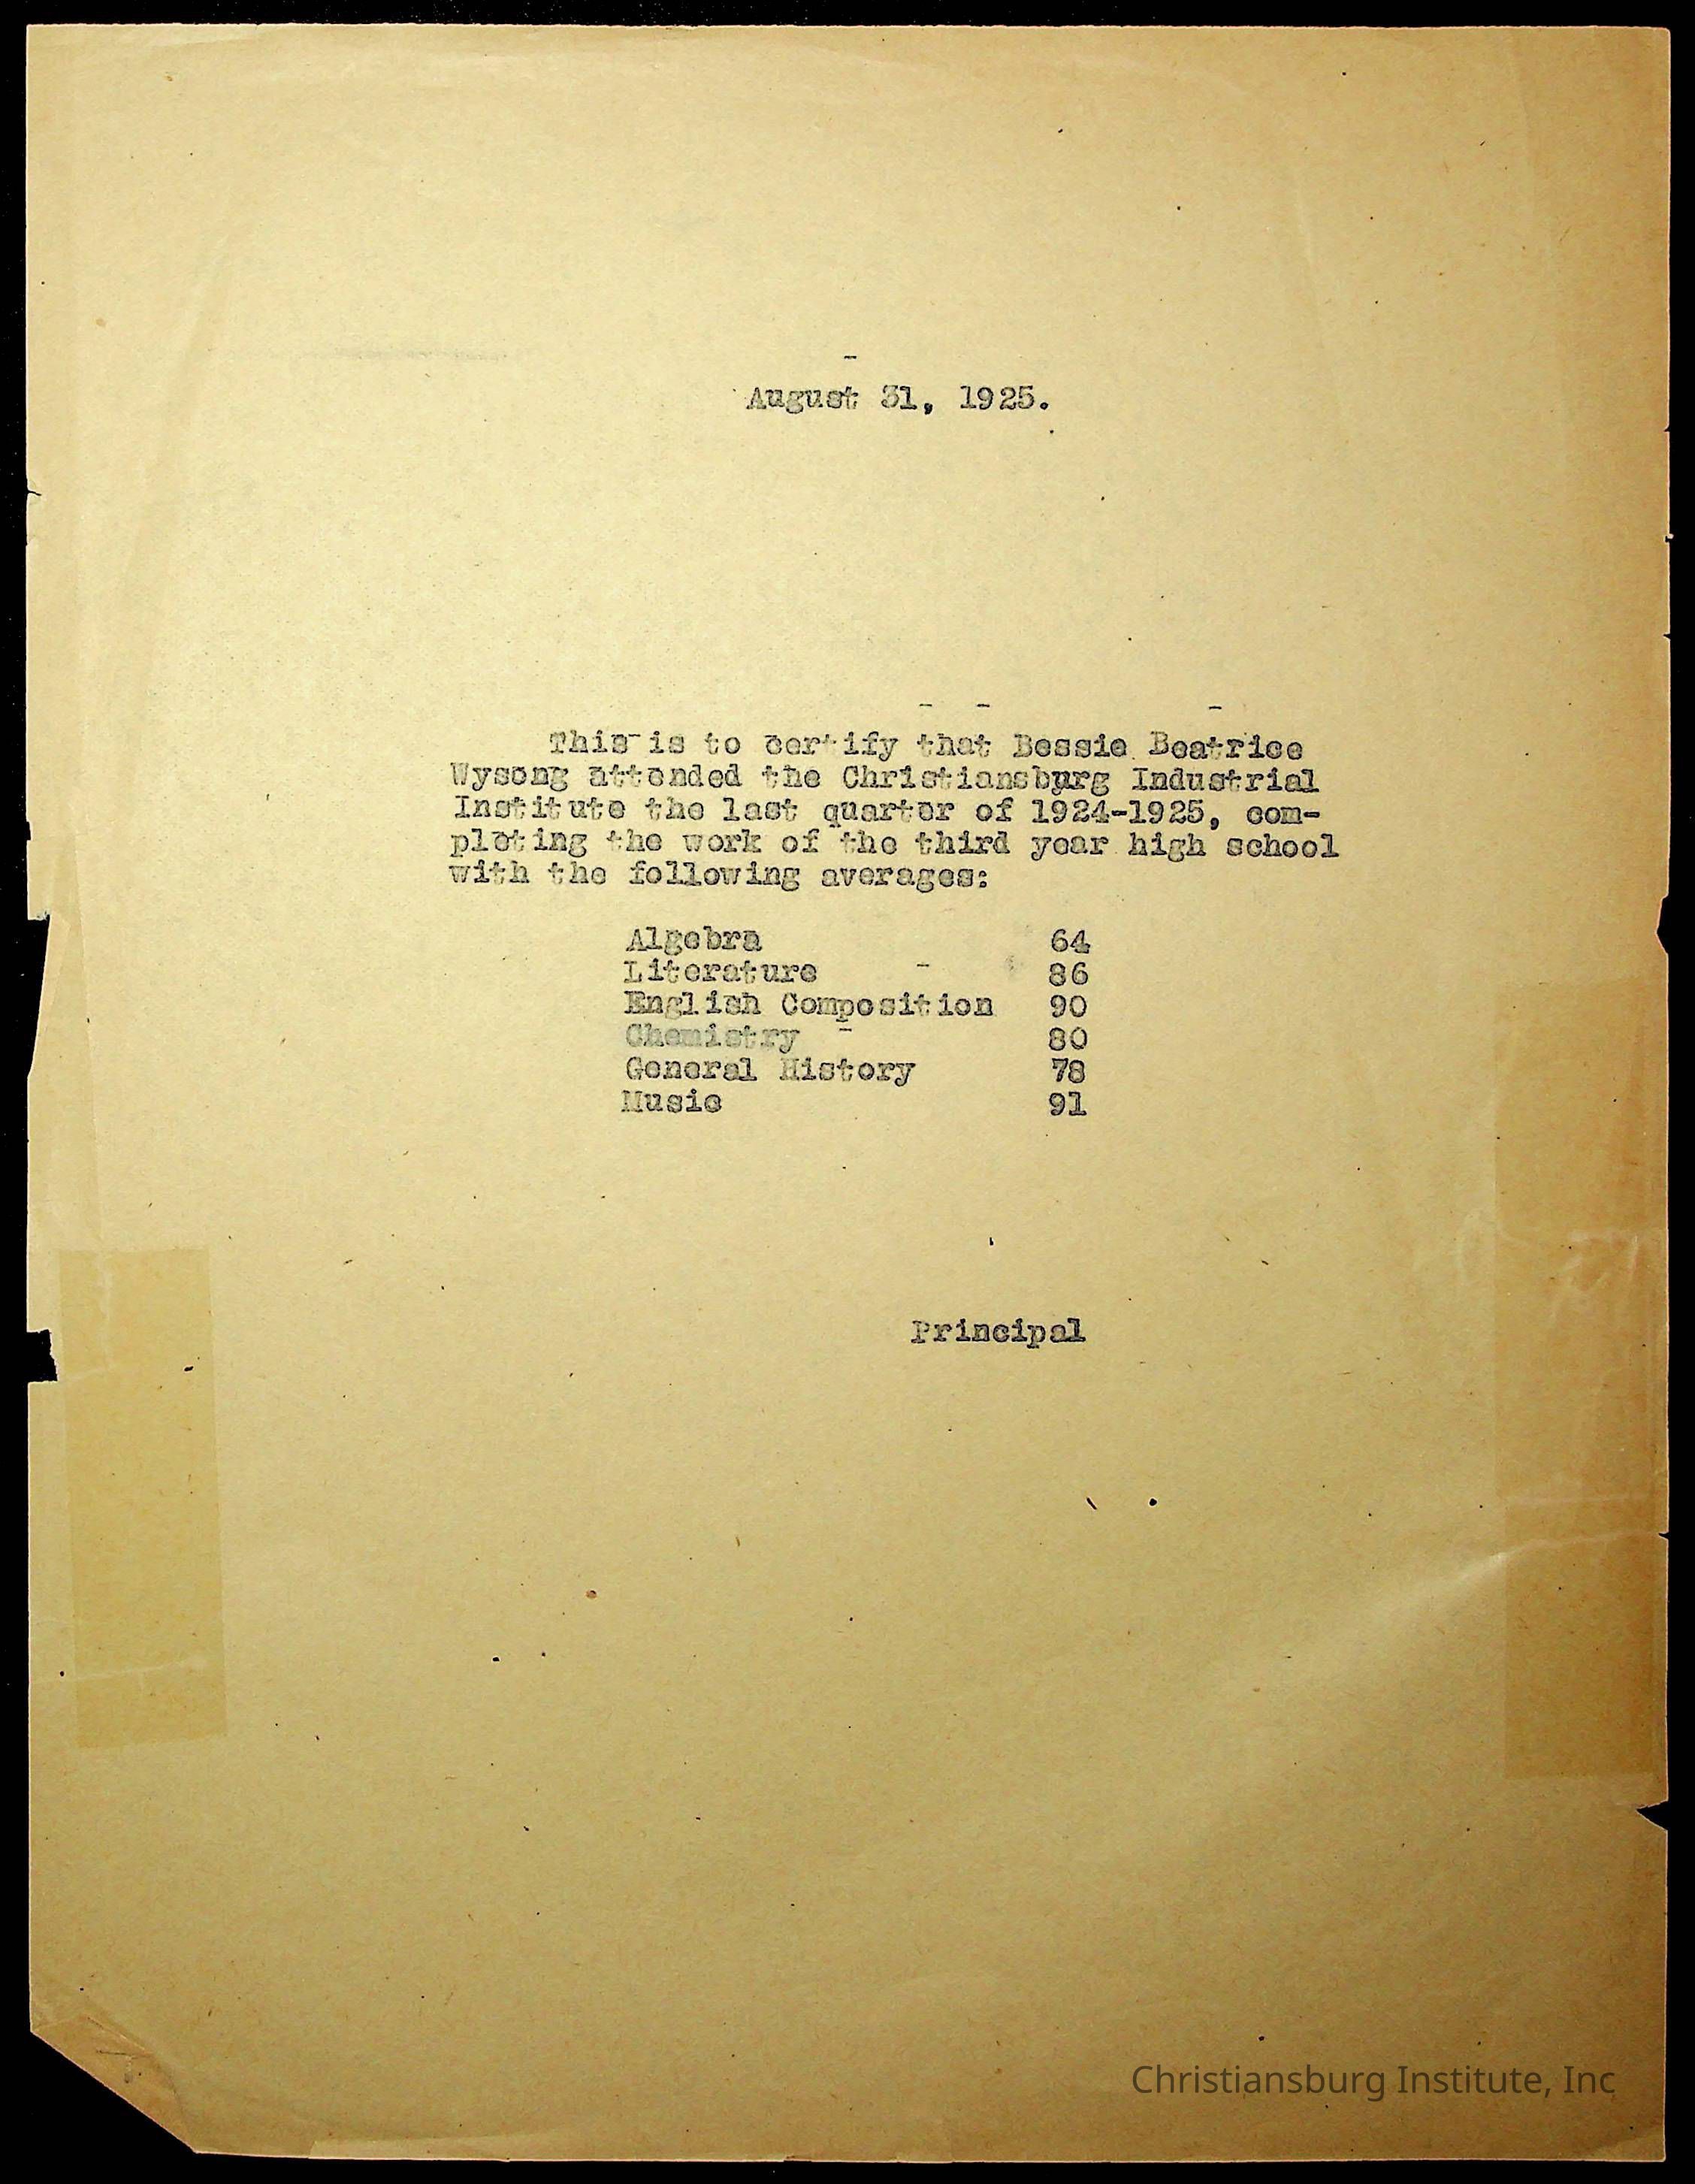 August 31, 1925.
This is to certify that Bessie Beatrice
Wysong attended the Christiansburg Industrial
Institute the last quarter of 1924-1925, com-
pleting the work of the third year high school
with the following averages:
Algebra 64
Literature 86
English Composition 90
Chemistry 80
General History 78
Music 91
Principal
Christiansburg Institute, Inc